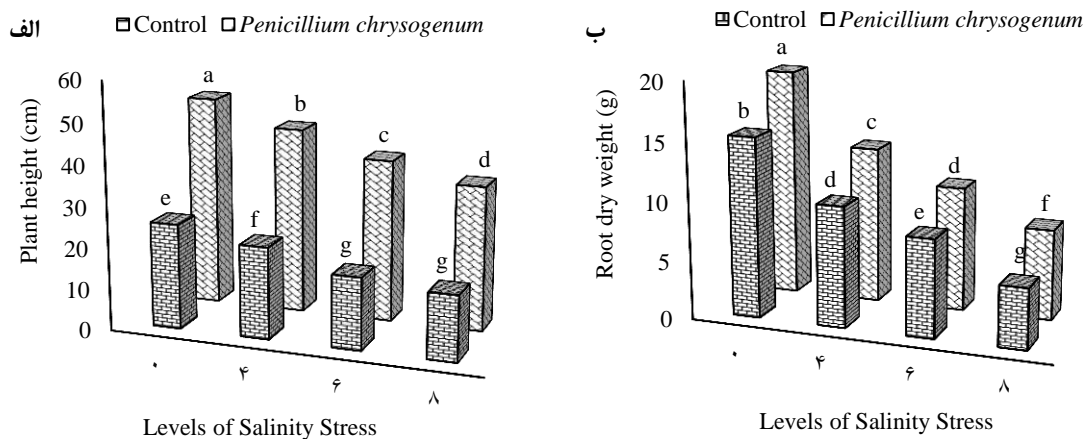 الف
Control Penicillium chrysogenum
Plant height (cm)
60
50
40
30
20
10
0
a
b
c
d
e
f
g
g
۰
۴
۶
۸
Levels of Salinity Stress
ب
Control Penicillium chrysogenum
Root dry weight (g)
20
15
10
5
0
a
b
c
d
d
e
f
g
۰
۴
۶
۸
Levels of Salinity Stress